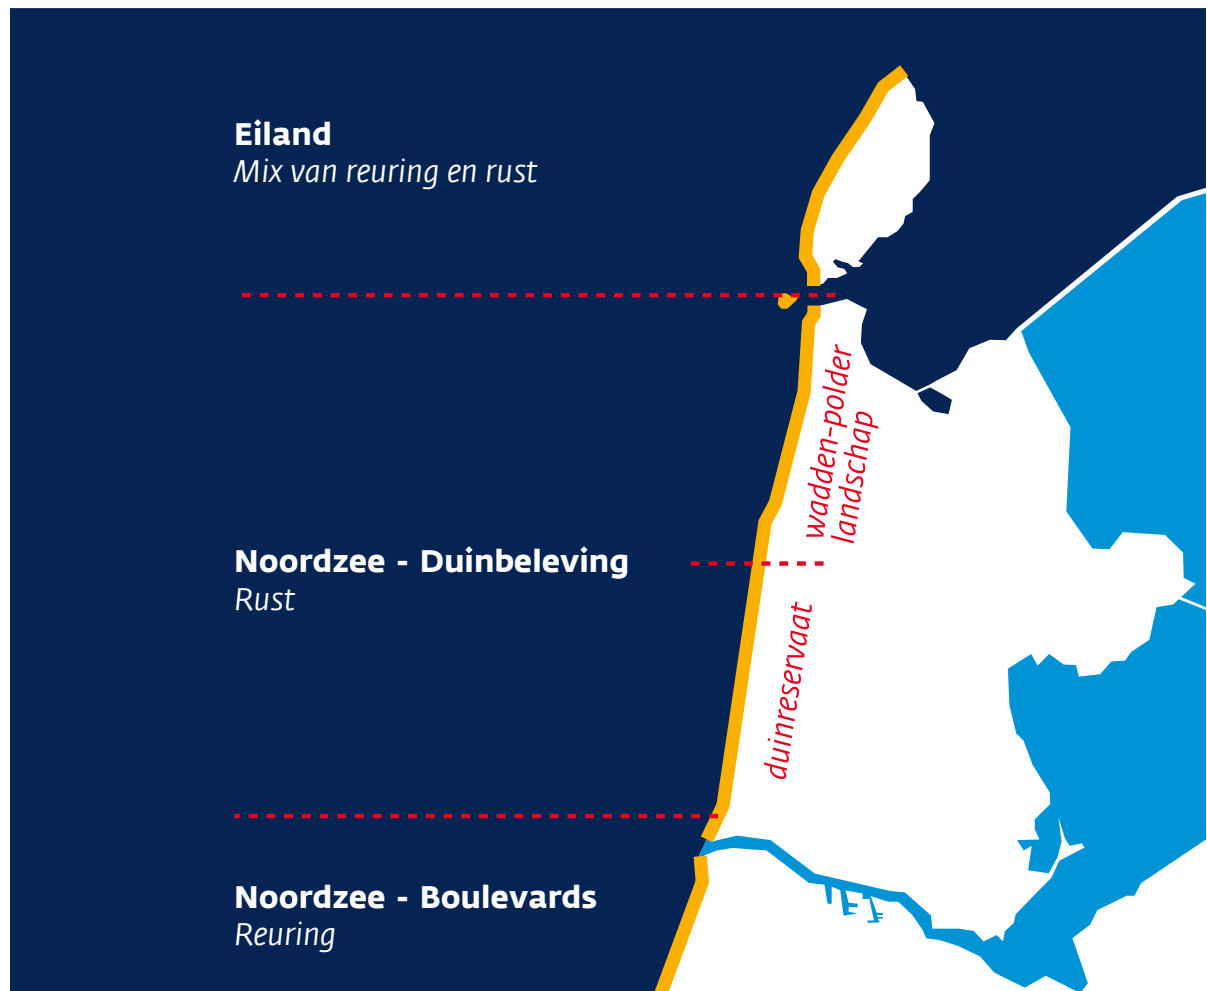 Eiland
Mix van reuring en rust
wadden-polder
landschap
Noordzee - Duinbeleving
Rust
duinreservaat
Noordzee - Boulevards
Reuring